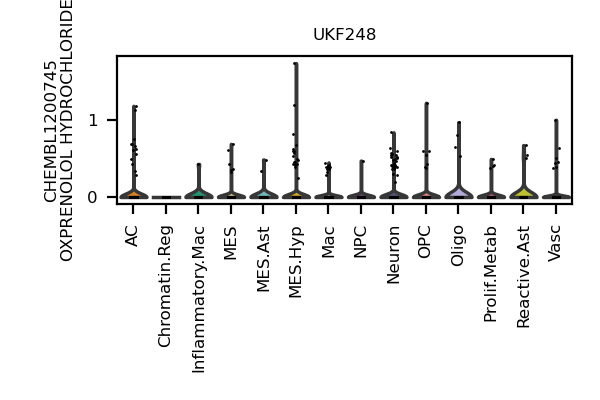 UKF248
CHEMBL1200745
OXPRENOLOL HYDROCHLORIDE
1
0
AC
Chromatin.Reg
Inflammatory.Mac
MES
MES.Ast
MES.Hyp
Mac
NPC
Neuron
OPC
Oligo
Prolif.Metab
Reactive.Ast
Vasc